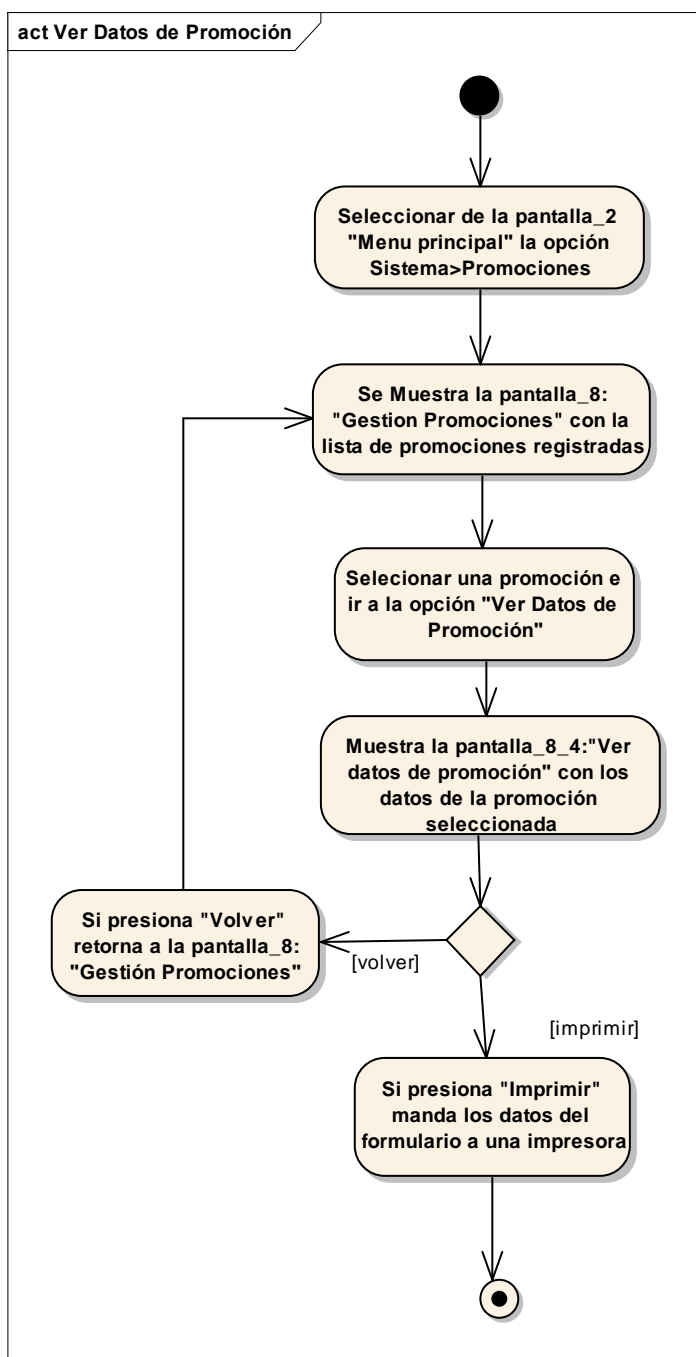 act Ver Datos de Promoción
Seleccionar de la pantalla_2
"Menu principal" la opción
Sistema>Promociones
Se Muestra la pantalla_8:
"Gestion Promociones" con la
lista de promociones registradas
Selecionar una promoción e
ir a la opción "Ver Datos de
Promoción"
Muestra la pantalla_8_4:"Ver
datos de promoción" con los
datos de la promoción
seleccionada
Si presiona "Volver"
retorna a la pantalla_8:
"Gestión Promociones"
[volver]
[imprimir]
Si presiona "Imprimir"
manda los datos del
formulario a una impresora